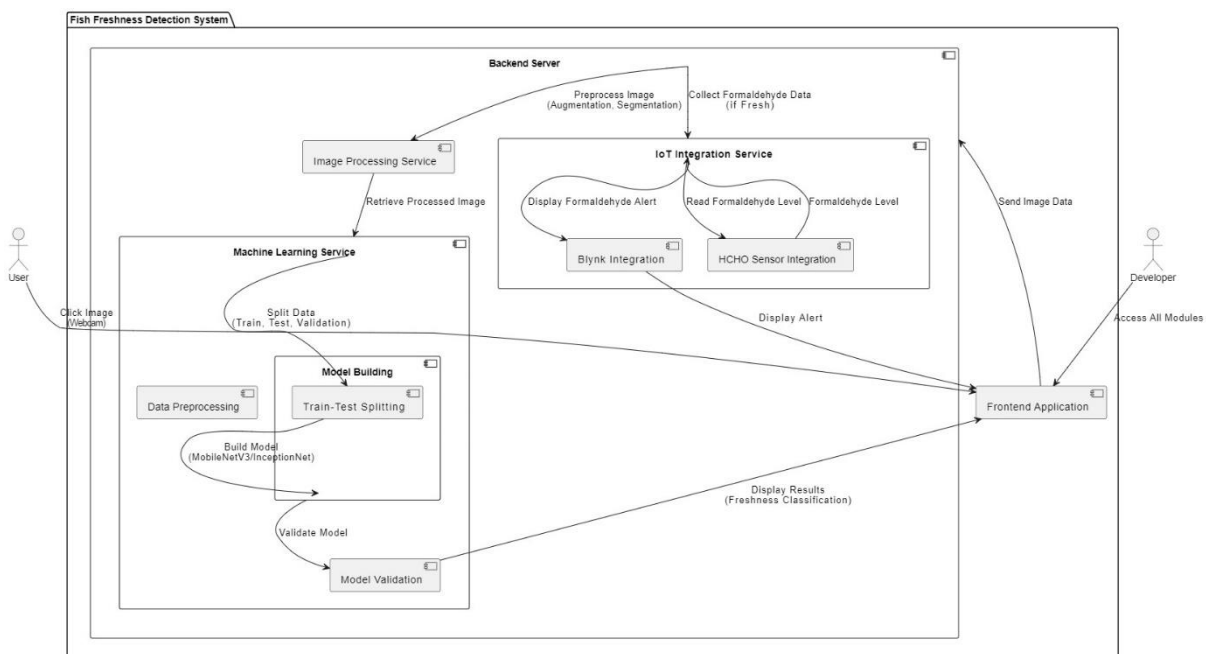 Fish Freshness Detection System
Backend Server
Preprocess Image
(Augmentation, Segmentation)
Collect Formaldehyde Data
(if Fresh)
Image Processing Service
IoT Integration Service
Retrieve Processed Image
Display Formaldehyde Alert
Read Formaldehyde Level
Formaldehyde Level
Send Image Data
Machine Learning Service
Blynk Integration
HCHO Sensor Integration
User
Developer
Click Image
(Webcam)
Split Data
(Train, Test, Validation)
Display Alert
Access All Modules
Model Building
Data Preprocessing
Train-Test Splitting
Frontend Application
Build Model
(MobileNetV3/InceptionNet)
Display Results
(Freshness Classification)
Validate Model
Model Validation